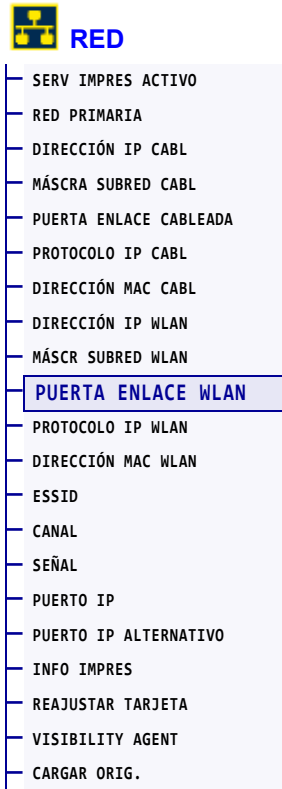 RED
SERV IMPRES ACTIVO
RED PRIMARIA
DIRECCIÓN IP CABL
MÁSCRA SUBRED CABL
PUERTA ENLACE CABLEADA
PROTOCOLO IP CABL
DIRECCIÓN MAC CABL
DIRECCIÓN IP WLAN
MÁSCR SUBRED WLAN
PUERTA ENLACE WLAN
PROTOCOLO IP WLAN
DIRECCIÓN MAC WLAN
ESSID
CANAL
SEÑAL
PUERTO IP
PUERTO IP ALTERNATIVO
INFO IMPRES
REAJUSTAR TARJETA
VISIBILITY AGENT
CARGAR ORIG.